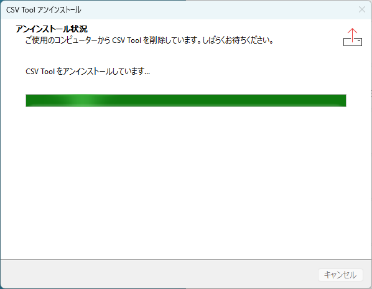 CSV Tool アンインストール
アンインストール状況
ご使用のコンピューターから CSV Tool を削除しています。しばらくお待ちください。
CSV Tool をアンインストールしています...
キャンセル